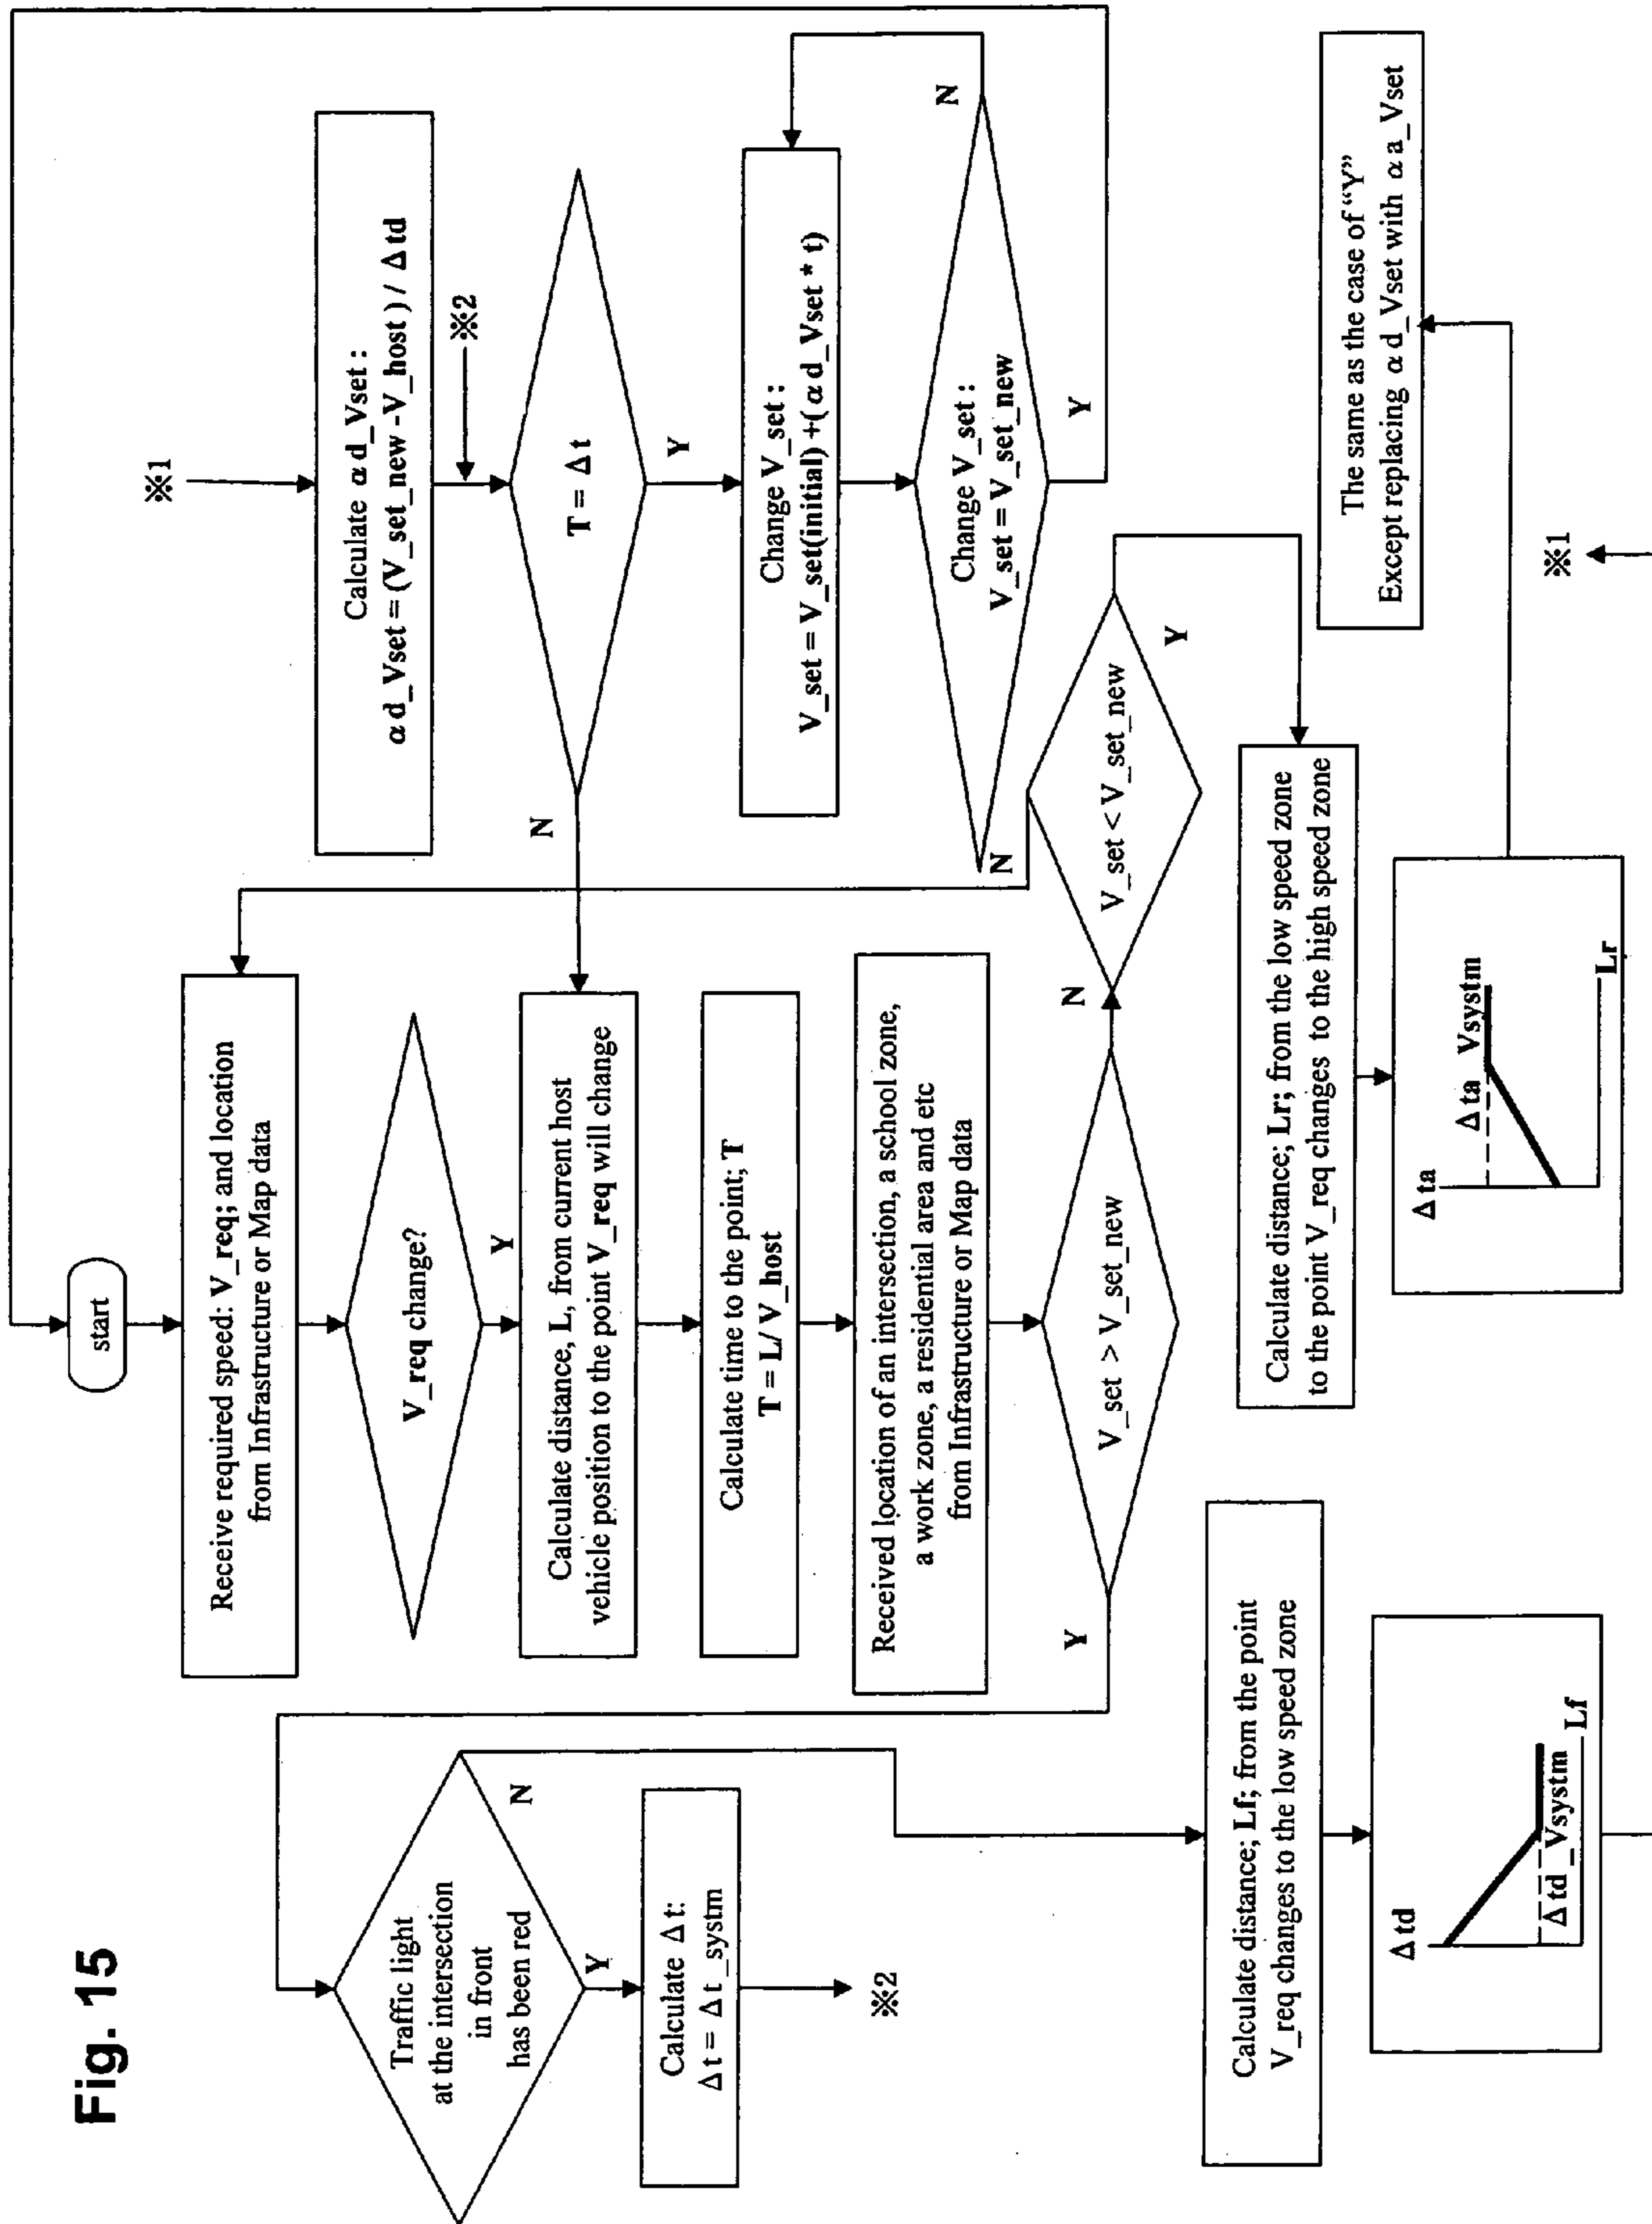 Fig. 15
start
Receive required speed: V_req; and location
from Infrastructure or Map data
V_req change?
Y
Calculate distance, L, from current host
vehicle position to the point V_req will change
Calculate time to the point; T
T = L/ V_host
Received location of an intersection, a school zone,
a work zone, a residential area and etc
from Infrastructure or Map data
V_set > V_set_new
Y
N
Traffic light
at the intersection
in front
has been red
N
Y
Calculate Δt:
Δt = Δt_systm
※2
Calculate distance; Lf; from the point
V_req changes to the low speed zone
Δtd
Δtd_Vsystm
Lf
V_set < V_set_new
N
Y
Calculate distance; Lr; from the low speed zone
to the point V_req changes to the high speed zone
Δta
Δta Vsystm
Lr
The same as the case of “Y”
Except replacing αd_Vset with αa_Vset
※1
※1
Calculate αd_Vset :
αd_Vset = (V_set_new -V_host ) / Δtd
※2
T = Δt
N
Y
Change V_set :
V_set = V_set(initial) +(αd_Vset * t)
Change V_set :
V_set = V_set_new
N
Y